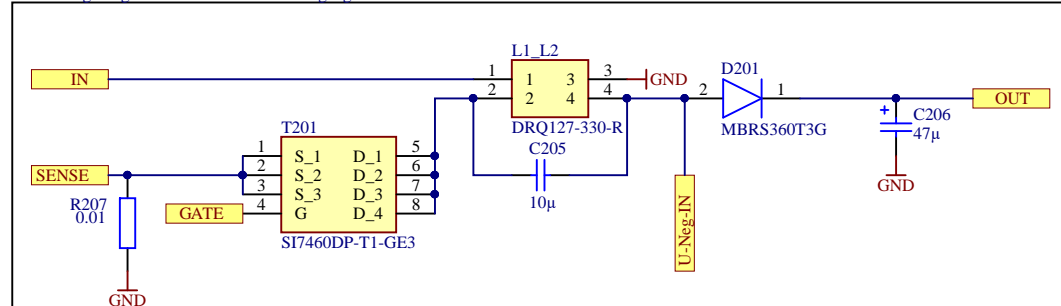 L1_L2
IN
1 1 3 3 GND
2 2 4 4
DRQ127-330-R
D201
2 1
MBRS360T3G
OUT
+
C206
47µ
GND
C205
10µ
U-Neg-IN
T201
1 S_1 D_1 5
2 S_2 D_2 6
3 S_3 D_3 7
4 G D_4 8
SI7460DP-T1-GE3
SENSE
GATE
R207
0.01
GND